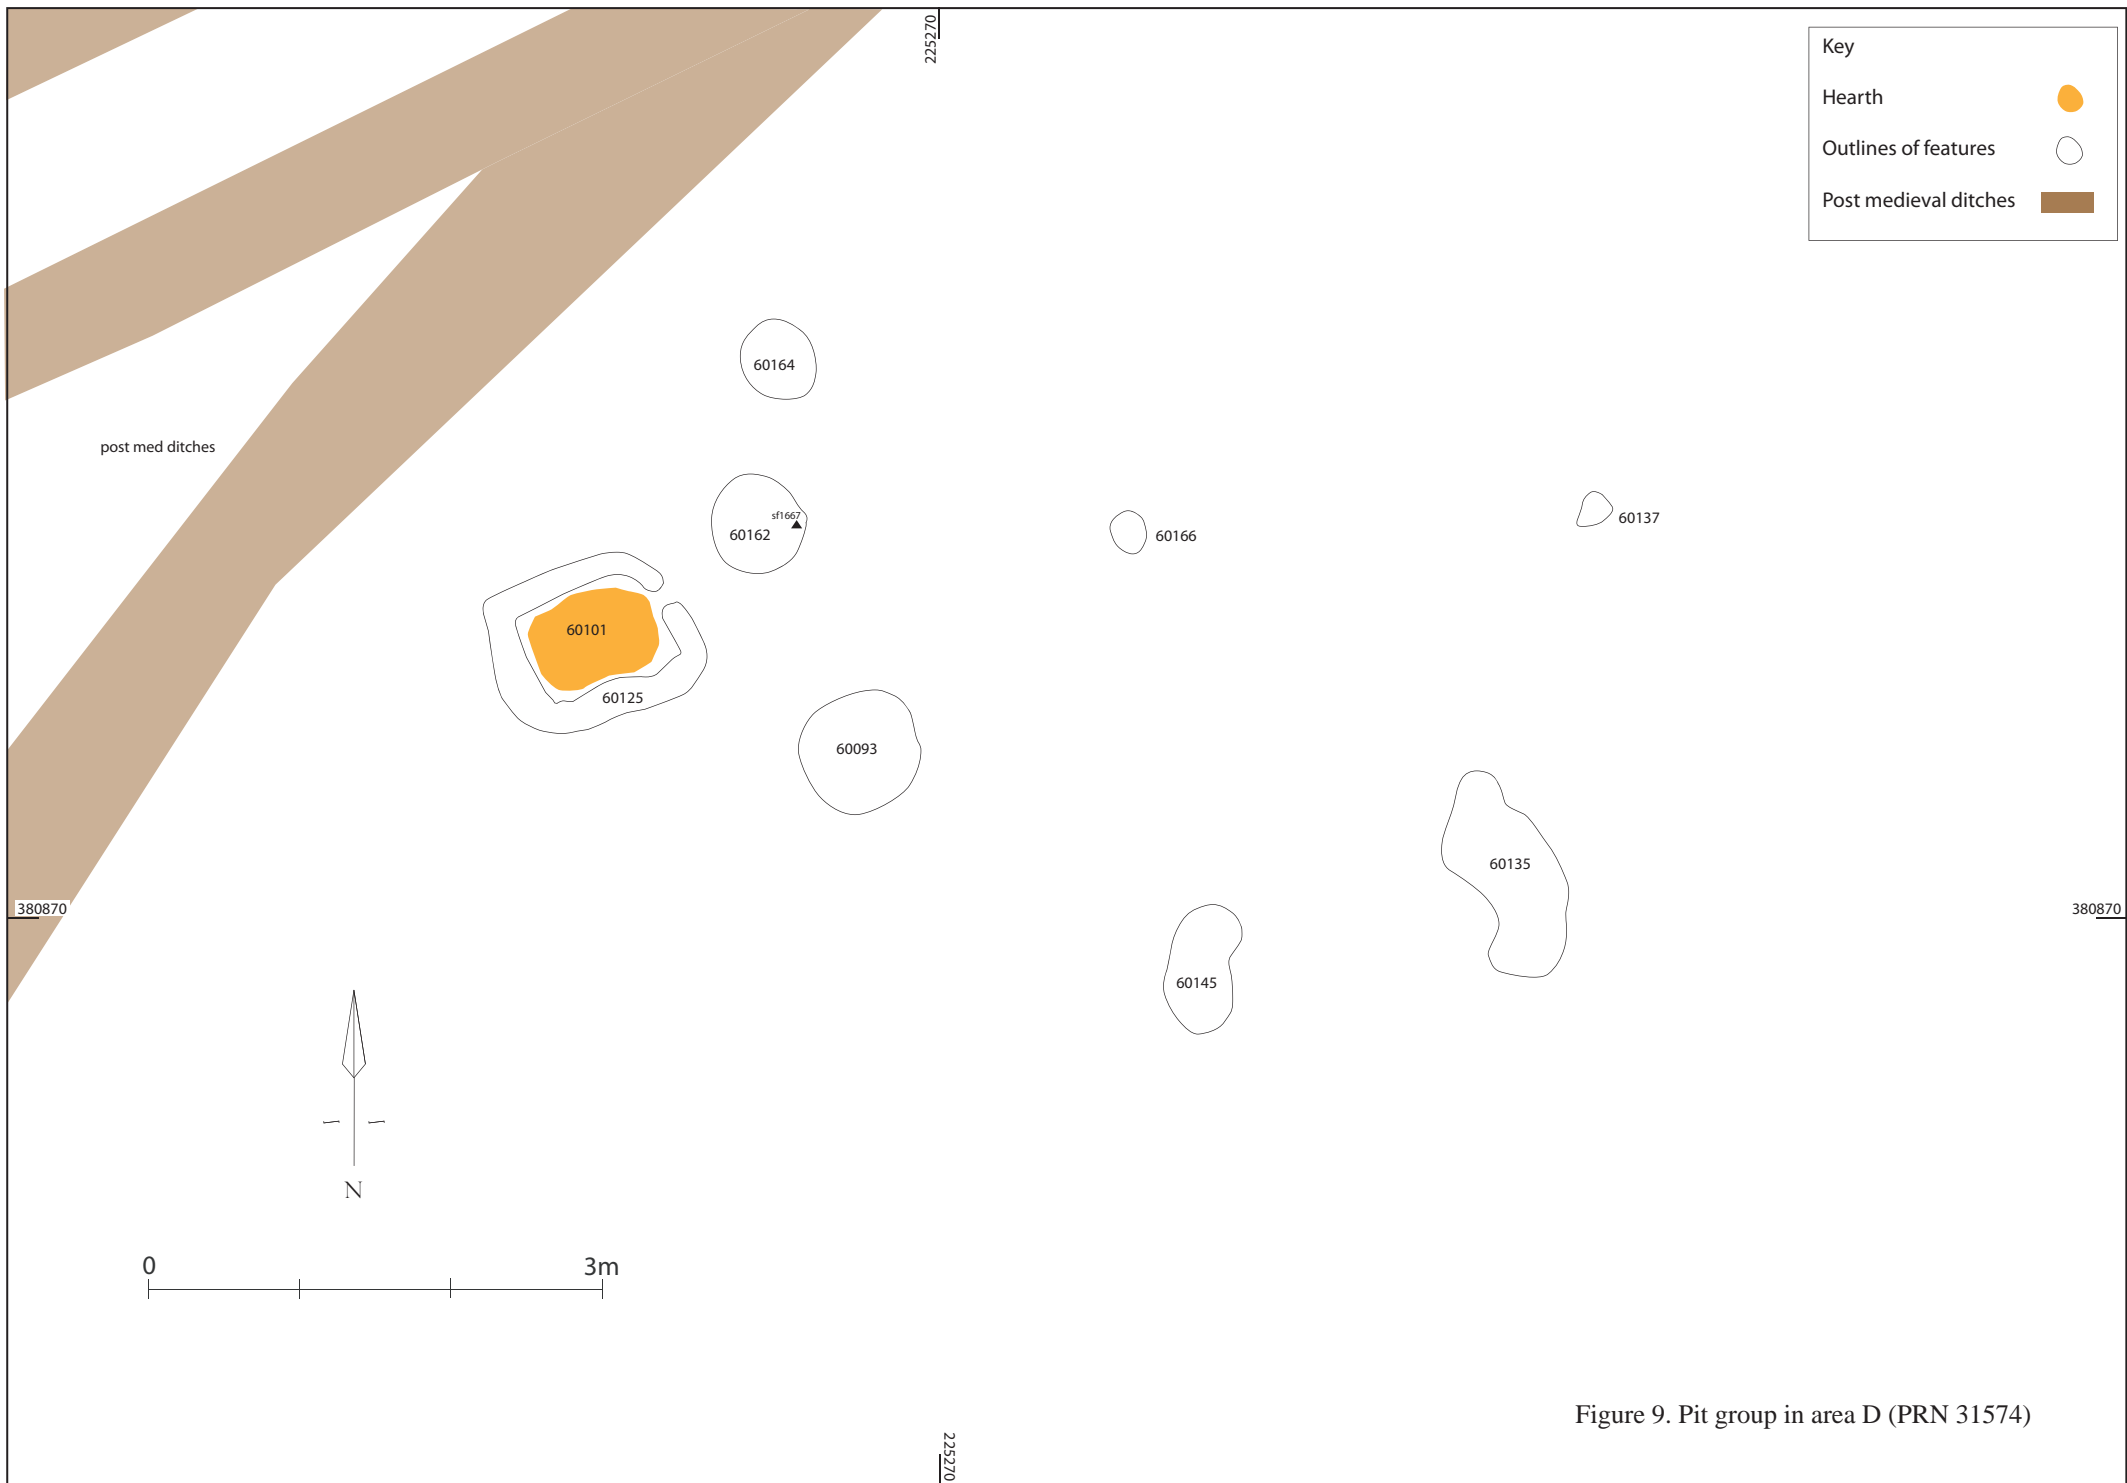 225270
Key
Hearth
Outlines of features
Post medieval ditches
60164
post med ditches
sf1667
60162
60166
60137
60101
60125
60093
60135
380870
380870
60145
N
0
3m
Figure 9. Pit group in area D (PRN 31574)
225270